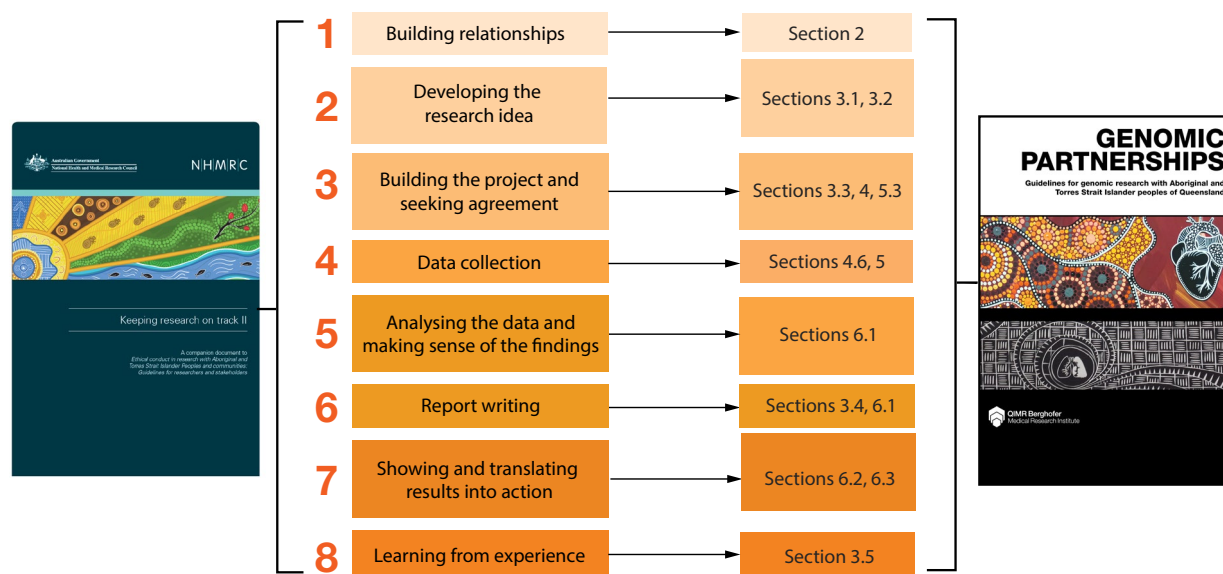 Australian Government
National Health and Medical Research Council
NHMRC
Keeping research on track II
A companion document to
Ethical conduct in research with Aboriginal and
Torres Strait Islander Peoples and communities:
Guidelines for researchers and stakeholders
1
Building relationships
Section 2
2
Developing the
research idea
Sections 3.1, 3.2
3
Building the project and
seeking agreement
Sections 3.3, 4, 5.3
4
Data collection
Sections 4.6, 5
5
Analysing the data and
making sense of the findings
Sections 6.1
6
Report writing
Sections 3.4, 6.1
7
Showing and translating
results into action
Sections 6.2, 6.3
8
Learning from experience
Section 3.5
GENOMIC
PARTNERSHIPS
Guidelines for genomic research with Aboriginal and
Torres Strait Islander peoples of Queensland
QIMR Berghofer
Medical Research Institute